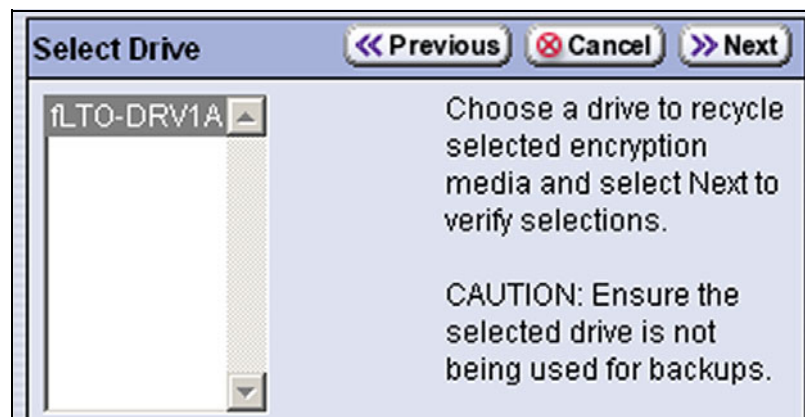 Select Drive
Previous
Cancel
Next
fLTO-DRV1A
Choose a drive to recycle
selected encryption
media and select Next to
verify selections.
CAUTION: Ensure the
selected drive is not
being used for backups.